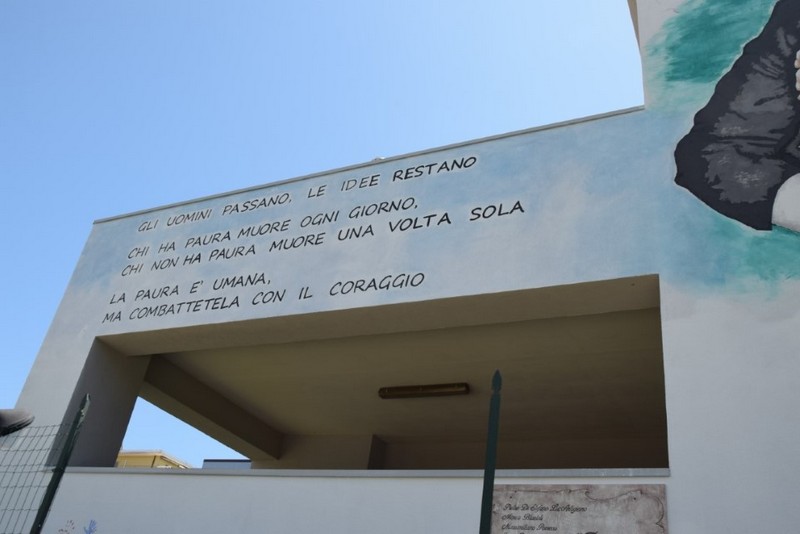 GLI UOMINI PASSANO, LE IDEE RESTANO
CHI HA PAURA MUORE OGNI GIORNO,
CHI NON HA PAURA MUORE UNA VOLTA SOLA
LA PAURA E' UMANA,
MA COMBATTETELA CON IL CORAGGIO